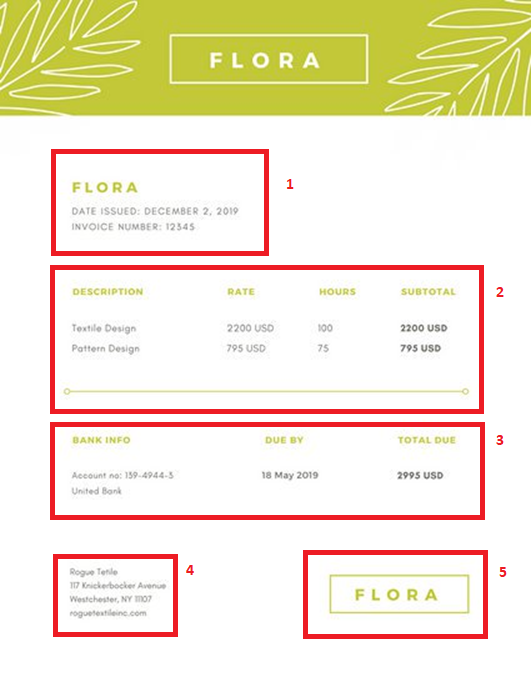 FLORA
1
FLORA
DATE ISSUED: DECEMBER 2, 2019
INVOICE NUMBER: 12345
2
DESCRIPTION RATE HOURS SUBTOTAL
Textile Design 2200 USD 100 2200 USD
Pattern Design 795 USD 75 795 USD
3
BANK INFO DUE BY TOTAL DUE
Account no: 159-4944-3 18 May 2019 2995 USD
United Bank
4
Rogue Tetile
117 Knickerbocker Avenue
Westchester, NY 11107
roguetextileinc.com
5
FLORA